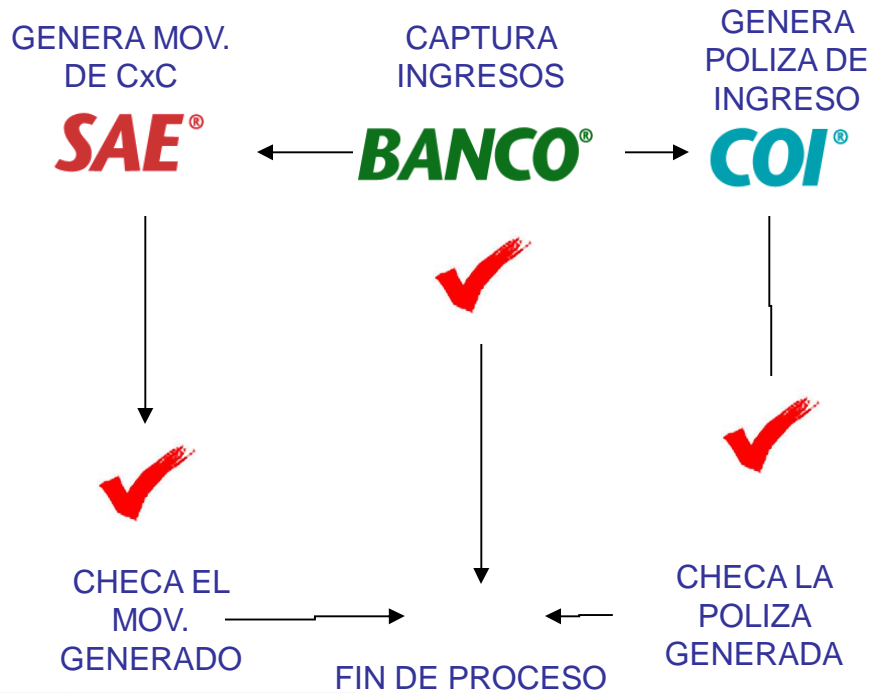 GENERA MOV.
DE CxC
SAE®
CAPTURA
INGRESOS
BANCO®
GENERA
POLIZA DE
INGRESO
COI®
CHECA EL
MOV.
GENERADO
FIN DE PROCESO
CHECA LA
POLIZA
GENERADA